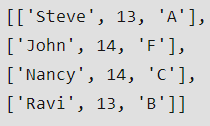 [['Steve', 13, 'A'],
['John', 14, 'F'],
['Nancy', 14, 'C'],
['Ravi', 13, 'B']]